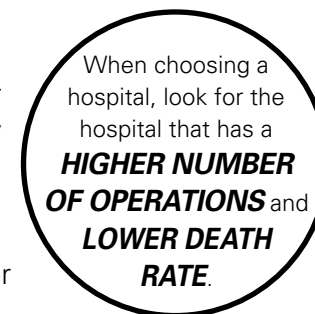 When choosing a
hospital, look for the
hospital that has a
HIGHER NUMBER
OF OPERATIONS and
LOWER DEATH
RATE.
r